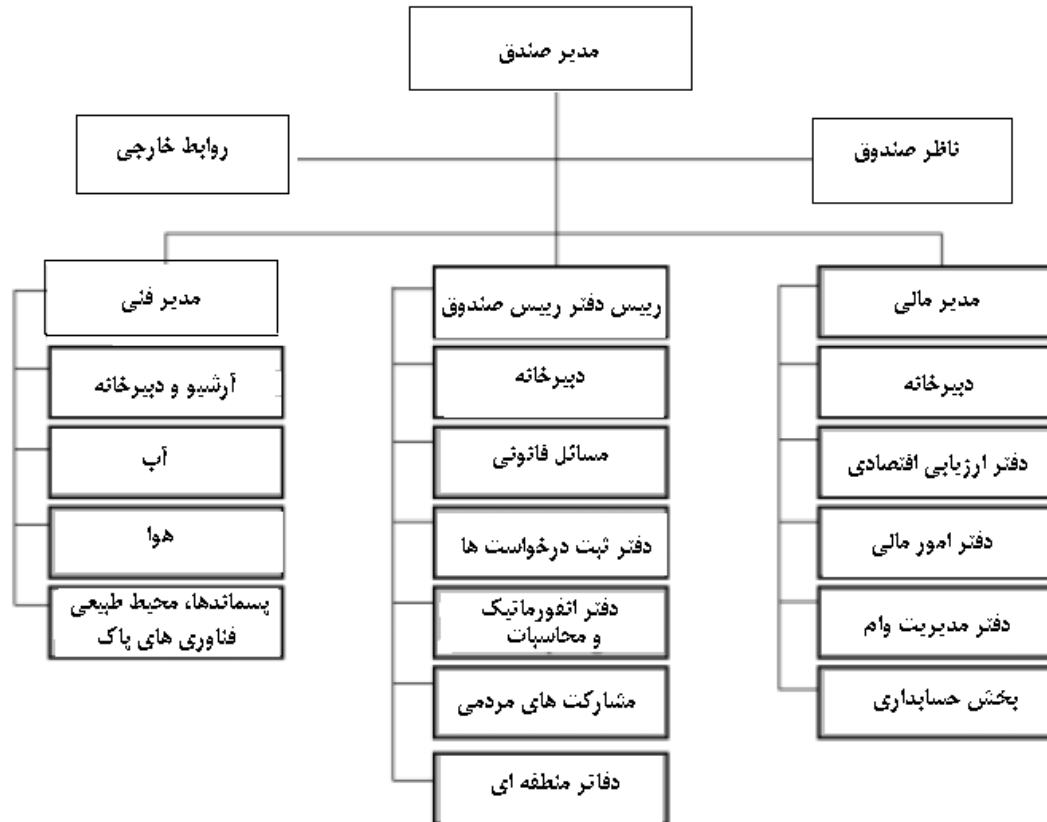 مدیر صندق
ناظر صندوق
روابط خارجی
مدیر مالی
دبیرخانه
دفتر ارزیابی اقتصادی
دفتر امور مالی
دفتر مدیریت وام
بخش حسابداری
رییس دفتر رییس صندوق
دبیرخانه
مسائل قانونی
دفتر ثبت درخواست ها
دفتر انفورماتیک
و محاسبات
مشارکت های مردمی
دفاتر منطقه ای
مدیر فنی
آرشیو و دبیرخانه
آب
هوا
پسماندها، محیط طبیعی
فناوری های پاک